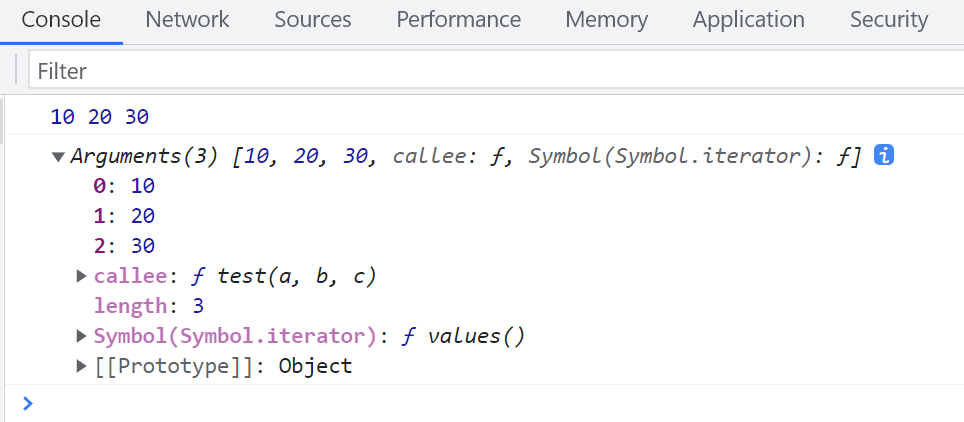 Console Network Sources Performance Memory Application Security
Filter
10 20 30
▼Arguments(3) [10, 20, 30, callee: ƒ, Symbol(Symbol.iterator): ƒ] i
0: 10
1: 20
2: 30
▶callee: ƒ test(a, b, c)
length: 3
▶Symbol(Symbol.iterator): ƒ values()
▶[[Prototype]]: Object
>